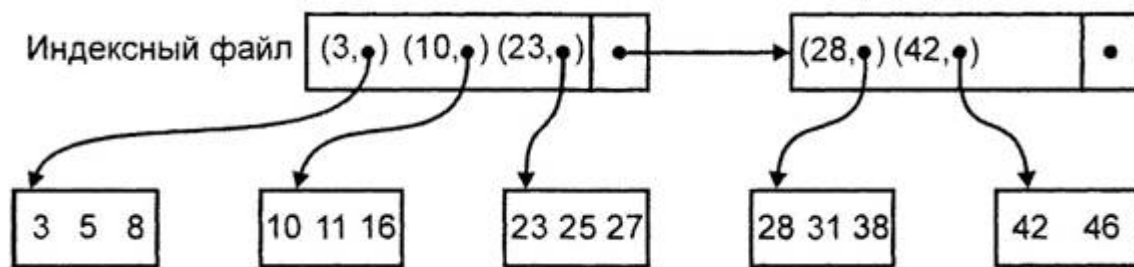 Индексный файл (3, ) (10, ) (23, ) (28, ) (42, )
3 5 8 10 11 16 23 25 27 28 31 38 42 46